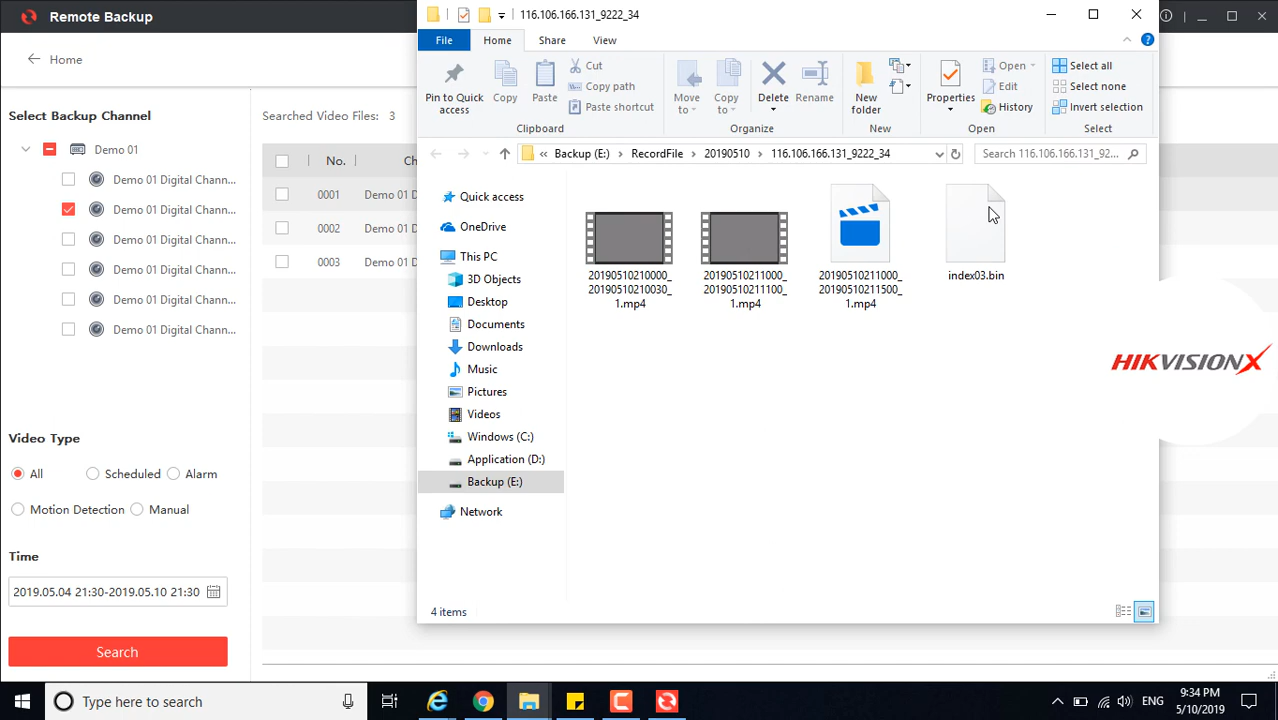 Remote Backup
Home
Select Backup Channel
Demo 01
Demo 01 Digital Chann...
Demo 01 Digital Chann...
Demo 01 Digital Chann...
Demo 01 Digital Chann...
Demo 01 Digital Chann...
Demo 01 Digital Chann...
Video Type
All
Scheduled
Alarm
Motion Detection
Manual
Time
2019.05.04 21:30-2019.05.10 21:30
Search
Searched Video Files: 3
No.
Ch
0001 Demo 01 D
0002 Demo 01 D
0003 Demo 01 D
116.106.166.131_9222_34
File Home Share View
Pin to Quick access
Copy
Paste
Cut
Copy path
Paste shortcut
Clipboard
Move to
Copy to
Delete
Rename
Organize
New folder
New
Properties
Open
Edit
History
Open
Select all
Select none
Invert selection
Select
« Backup (E:) › RecordFile › 20190510 › 116.106.166.131_9222_34
Search 116.106.166.131_92...
Quick access
OneDrive
This PC
3D Objects
Desktop
Documents
Downloads
Music
Pictures
Videos
Windows (C:)
Application (D:)
Backup (E:)
Network
20190510210000_
20190510210030_
1.mp4
20190510211000_
20190510211100_
1.mp4
20190510211000_
20190510211500_
1.mp4
index03.bin
4 items
HIKVISIONX
Type here to search
ENG
9:34 PM
5/10/2019